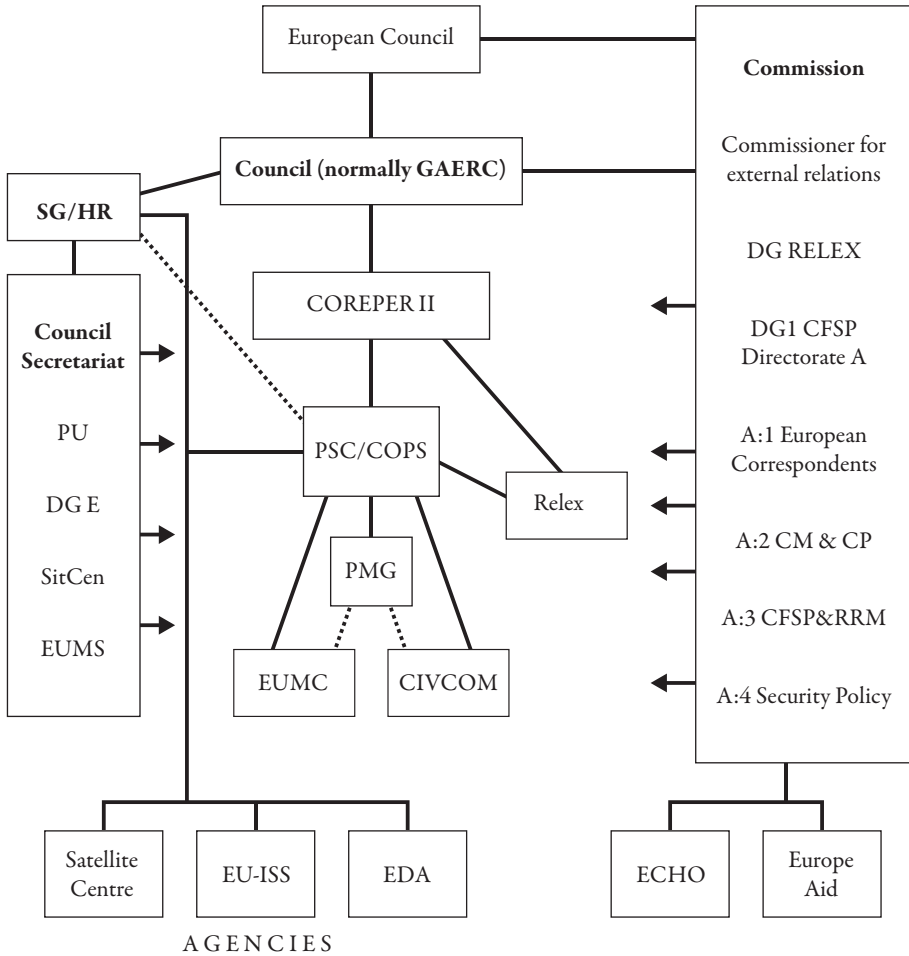 European Council
Council (normally GAERC)
SG/HR
Council
Secretariat
PU
DG E
SitCen
EUMS
COREPER II
PSC/COPS
Relex
PMG
EUMC
CIVCOM
Commission
Commissioner for
external relations
DG RELEX
DG1 CFSP
Directorate A
A:1 European
Correspondents
A:2 CM & CP
A:3 CFSP&RRM
A:4 Security Policy
Satellite
Centre
EU-ISS
EDA
ECHO
Europe
Aid
AGENCIES